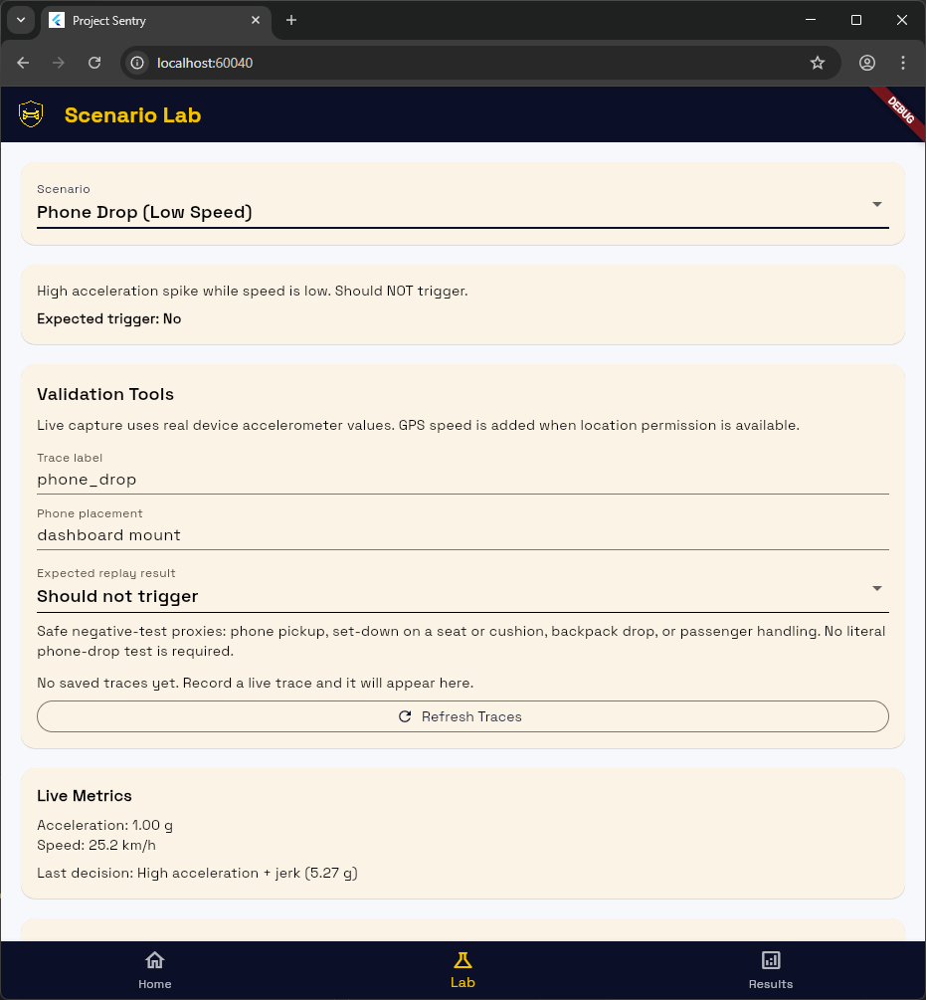 Project Sentry
localhost:60040
Scenario Lab
DEBUG
Scenario
Phone Drop (Low Speed)
High acceleration spike while speed is low. Should NOT trigger.
Expected trigger: No
Validation Tools
Live capture uses real device accelerometer values. GPS speed is added when location permission is available.
Trace label
phone_drop
Phone placement
dashboard mount
Expected replay result
Should not trigger
Safe negative-test proxies: phone pickup, set-down on a seat or cushion, backpack drop, or passenger handling. No literal
phone-drop test is required.
No saved traces yet. Record a live trace and it will appear here.
Refresh Traces
Live Metrics
Acceleration: 1.00 g
Speed: 25.2 km/h
Last decision: High acceleration + jerk (5.27 g)
Home
Lab
Results